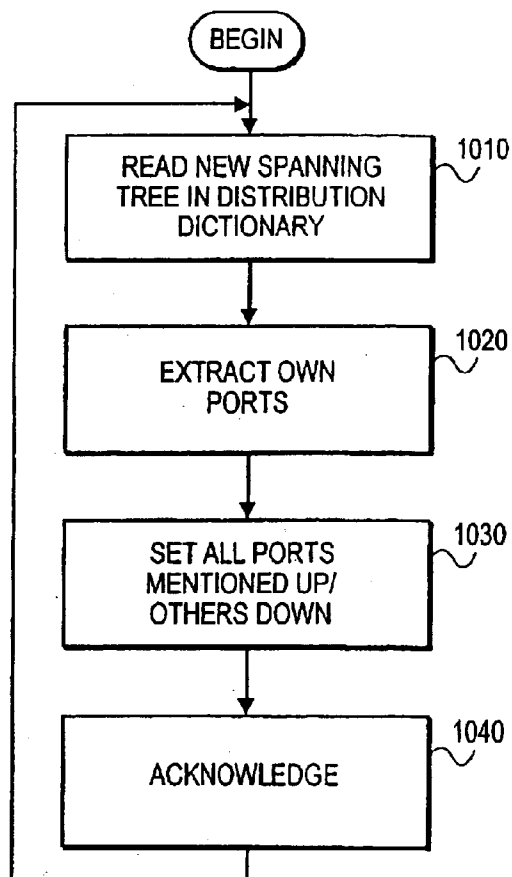 BEGIN
READ NEW SPANNING
TREE IN DISTRIBUTION
DICTIONARY
1010
EXTRACT OWN
PORTS
1020
SET ALL PORTS
MENTIONED UP/
OTHERS DOWN
1030
ACKNOWLEDGE
1040